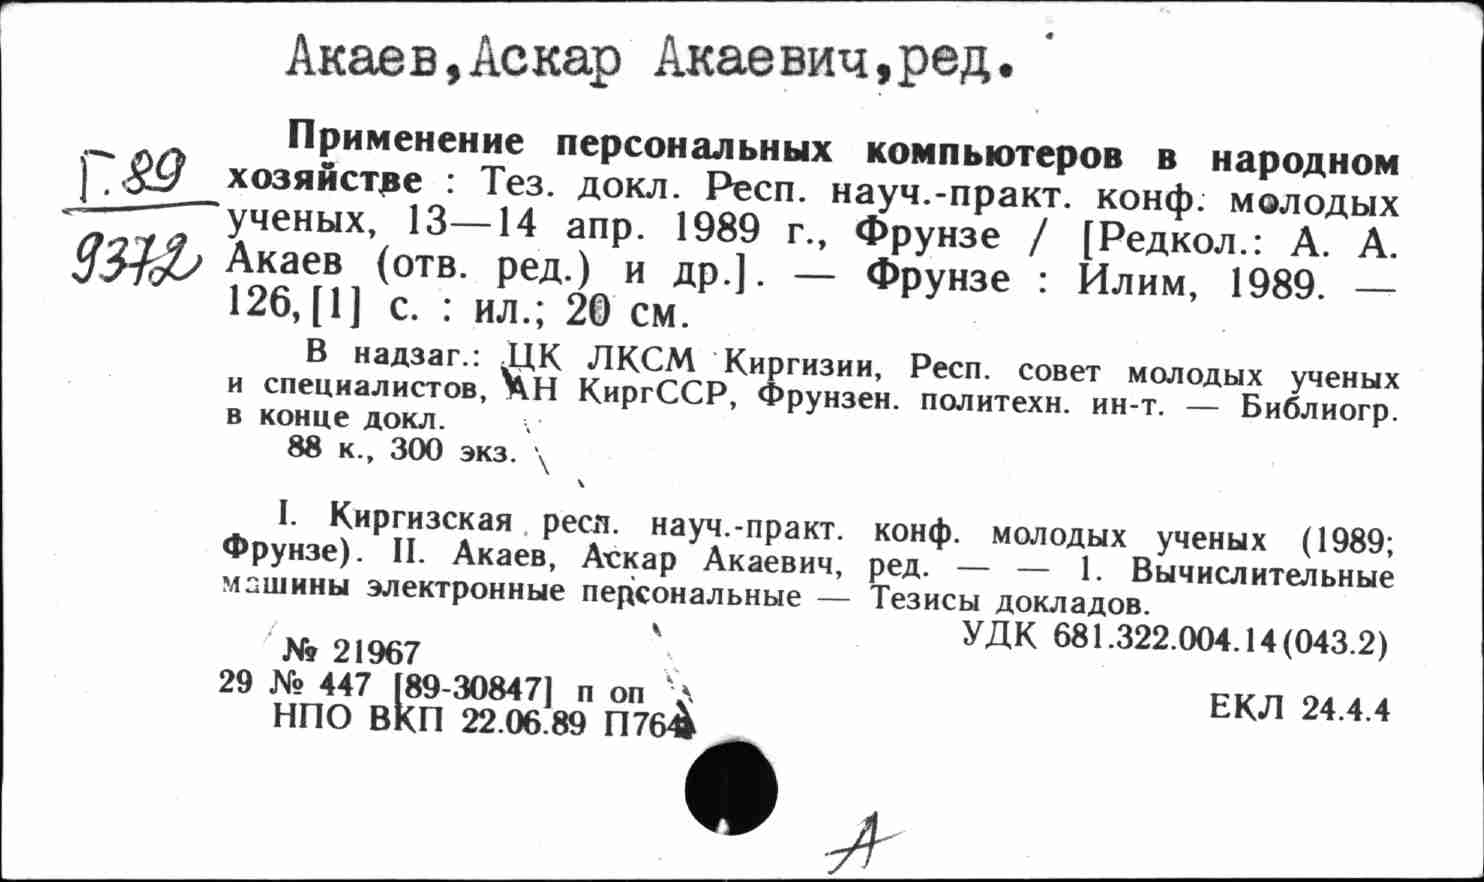 Акаев,Аскар Акаевич,ред.
Применение персональных компьютеров в народном
Г.89
хозяйстве : Тез. докл. Респ. науч.-практ. конф. молодых
ученых, 13—14 апр. 1989 г., Фрунзе / [Редкол.: А. А.
9372
Акаев (отв. ред.) и др.]. — Фрунзе : Илим, 1989. —
126,[1] с. : ил.; 20 см.
В надзаг.: ЦК ЛКСМ Киргизии, Респ. совет молодых ученых
и специалистов, АН КиргССР, Фрунзен. политехн. ин-т. — Библиогр.
в конце докл.
88 к., 300 экз.
I. Киргизская респ. науч.-практ. конф. молодых ученых (1989;
Фрунзе). II. Акаев, Аскар Акаевич, ред. — — 1. Вычислительные
машины электронные персональные — Тезисы докладов.
УДК 681.322.004.14(043.2)
№ 21967
29 № 447 [89-30847] п оп
ЕКЛ 24.4.4
НПО ВКП 22.06.89 П764
А